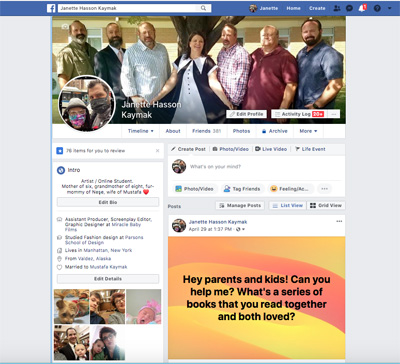 Janette Hasson Kaymak
Janette Home Create
Janette Hasson
Kaymak
Edit Profile Activity Log 20+
Timeline About Friends 381 Photos Archive More
76 items for you to review
Intro
Artist / Online Student.
Mother of six, grandmother of eight, fur-
mommy of Neşe, wife of Mustafa
Edit Bio
Assistant Producer, Screenplay Editor,
Graphic Designer at Miracle Baby
Films
Studied Fashion design at Parsons
School of Design
Lives in Manhattan, New York
From Valdez, Alaska
Married to Mustafa Kaymak
Edit Details
Create Post Photo/Video Live Video Life Event
What's on your mind?
Photo/Video Tag Friends Feeling/Ac...
Posts Manage Posts List View Grid View
Janette Hasson Kaymak
April 29 at 1:37 PM
Hey parents and kids! Can you
help me? What's a series of
books that you read together
and both loved?